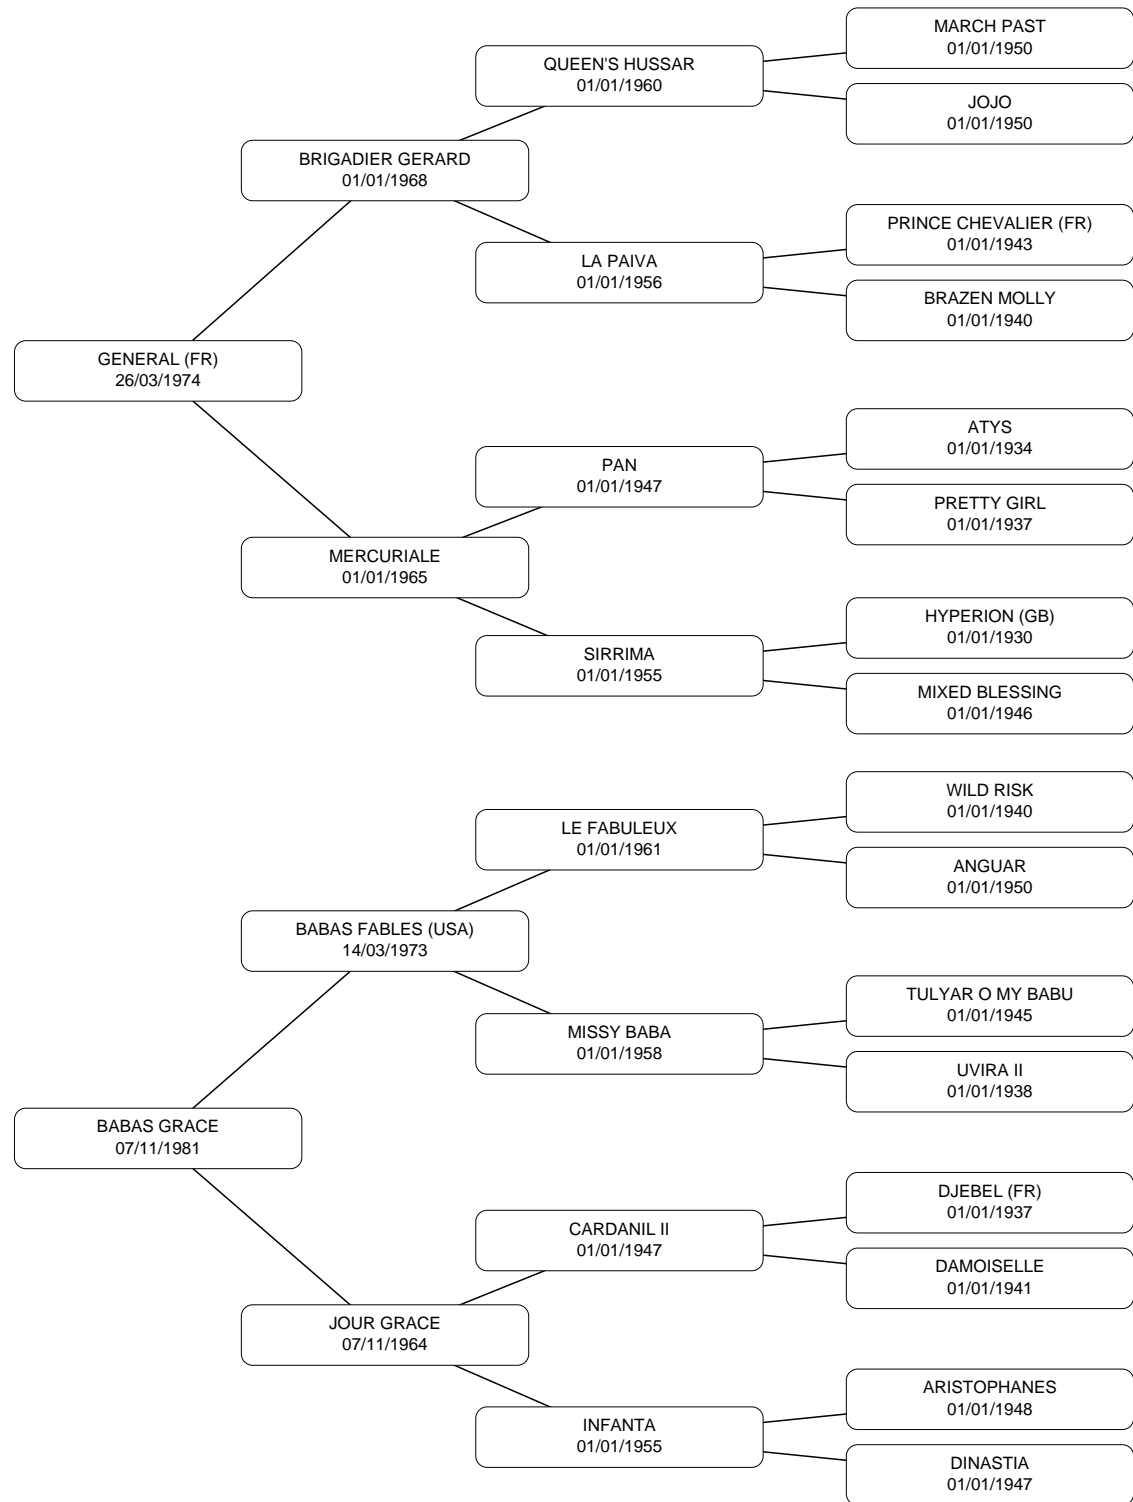 MARCH PAST
01/01/1950
QUEEN'S HUSSAR
01/01/1960
JOJO
01/01/1950
BRIGADIER GERARD
01/01/1968
PRINCE CHEVALIER (FR)
01/01/1943
LA PAIVA
01/01/1956
BRAZEN MOLLY
01/01/1940
GENERAL (FR)
26/03/1974
ATYS
01/01/1934
PAN
01/01/1947
PRETTY GIRL
01/01/1937
MERCURIALE
01/01/1965
HYPERION (GB)
01/01/1930
SIRRIMA
01/01/1955
MIXED BLESSING
01/01/1946
WILD RISK
01/01/1940
LE FABULEUX
01/01/1961
ANGUAR
01/01/1950
BABAS FABLES (USA)
14/03/1973
TULYAR O MY BABU
01/01/1945
MISSY BABA
01/01/1958
UVIRA II
01/01/1938
BABAS GRACE
07/11/1981
DJEBEL (FR)
01/01/1937
CARDANIL II
01/01/1947
DAMOISELLE
01/01/1941
JOUR GRACE
07/11/1964
ARISTOPHANES
01/01/1948
INFANTA
01/01/1955
DINASTIA
01/01/1947